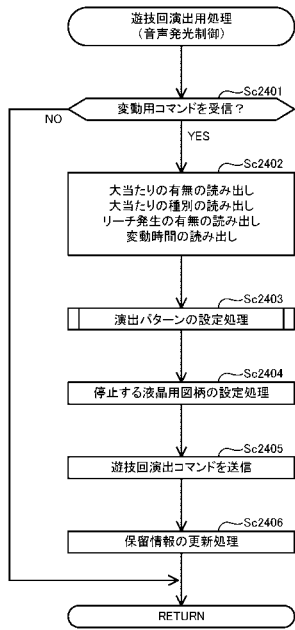 遊技回演出用処理
(音声発光制御)
Sc2401
変動用コマンドを受信?
NO
YES
Sc2402
大当たりの有無の読み出し
大当たりの種別の読み出し
リーチ発生の有無の読み出し
変動時間の読み出し
Sc2403
演出パターンの設定処理
Sc2404
停止する液晶用図柄の設定処理
Sc2405
遊技回演出コマンドを送信
Sc2406
保留情報の更新処理
RETURN